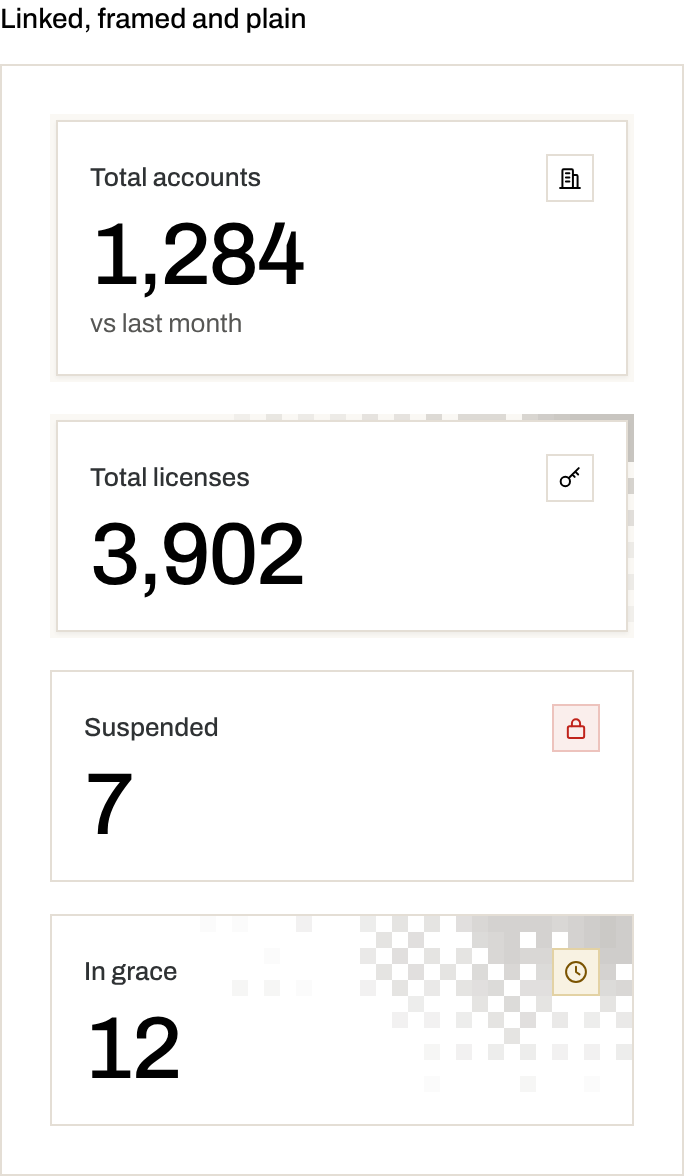 Linked, framed and plain
Total accounts
1,284
vs last month
Total licenses
3,902
Suspended
7
In grace
12